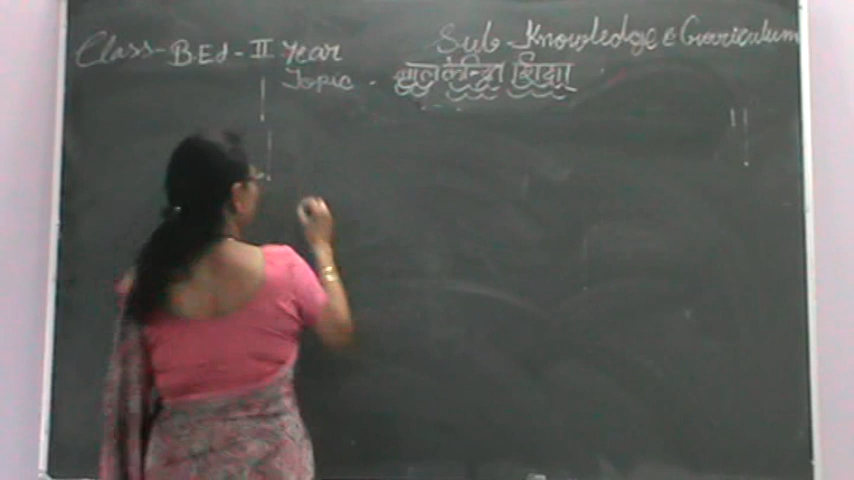 Class - B.Ed - II Year Sub - Knowledge & Curriculum
Topic - बाल केन्द्रित शिक्षा